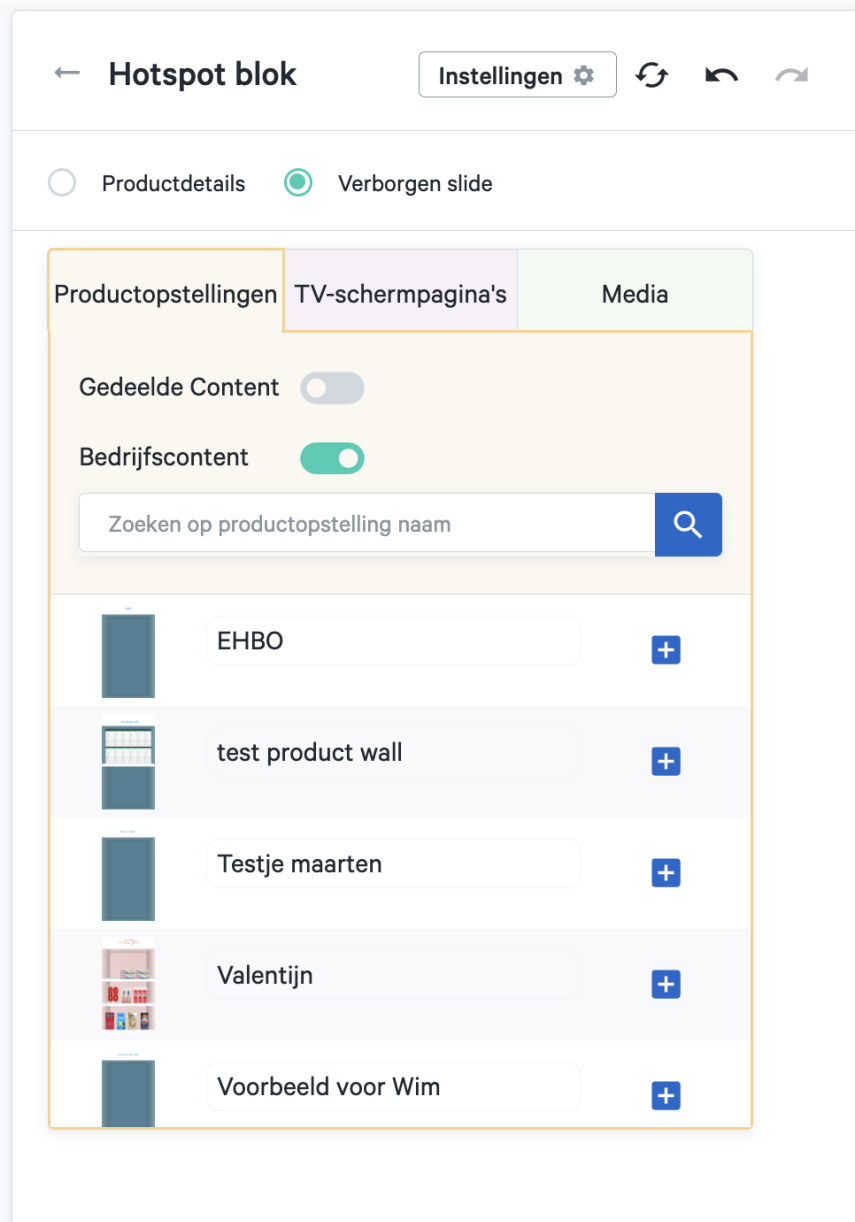 Hotspot blok
Instellingen
Productdetails
Verborgen slide
Productopstellingen
TV-schermpagina's
Media
Gedeelde Content
Bedrijfscontent
Zoeken op productopstelling naam
EHBO
test product wall
Testje maarten
Valentijn
Voorbeeld voor Wim